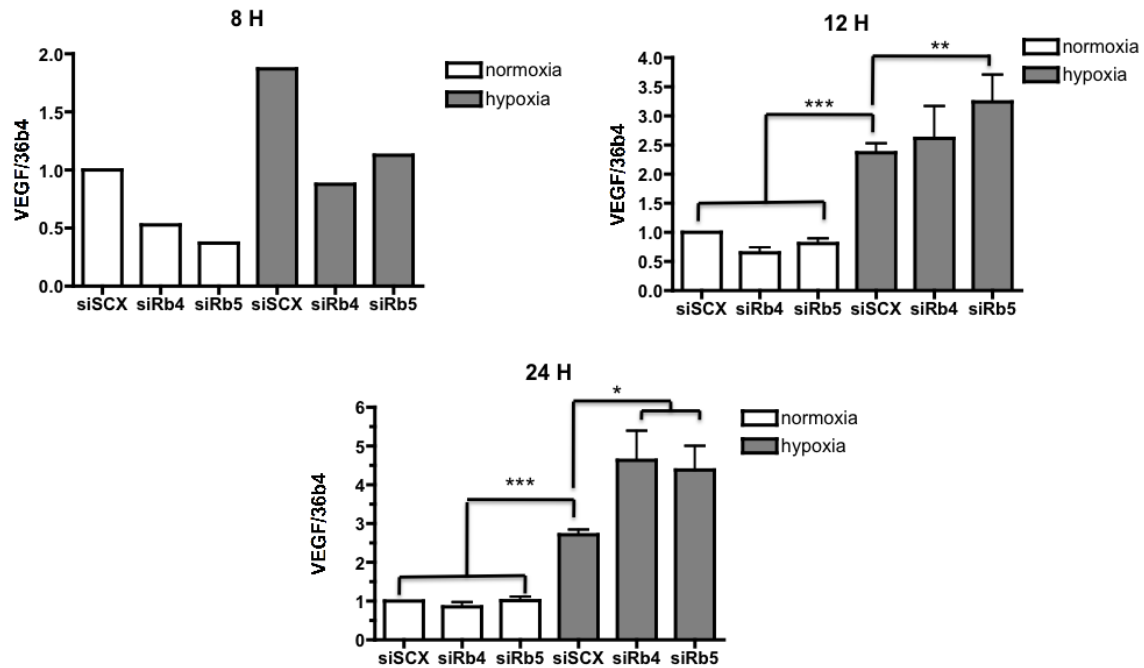 8 H
2.0
1.5
1.0
0.5
0.0
VEGF/36b4
siSCX siRb4 siRb5 siSCX siRb4 siRb5
normoxia
hypoxia
12 H
4.0
3.5
3.0
2.5
2.0
1.5
1.0
0.5
0.0
VEGF/36b4
***
**
siSCX siRb4 siRb5 siSCX siRb4 siRb5
normoxia
hypoxia
24 H
6
5
4
3
2
1
0
VEGF/36b4
***
*
siSCX siRb4 siRb5 siSCX siRb4 siRb5
normoxia
hypoxia